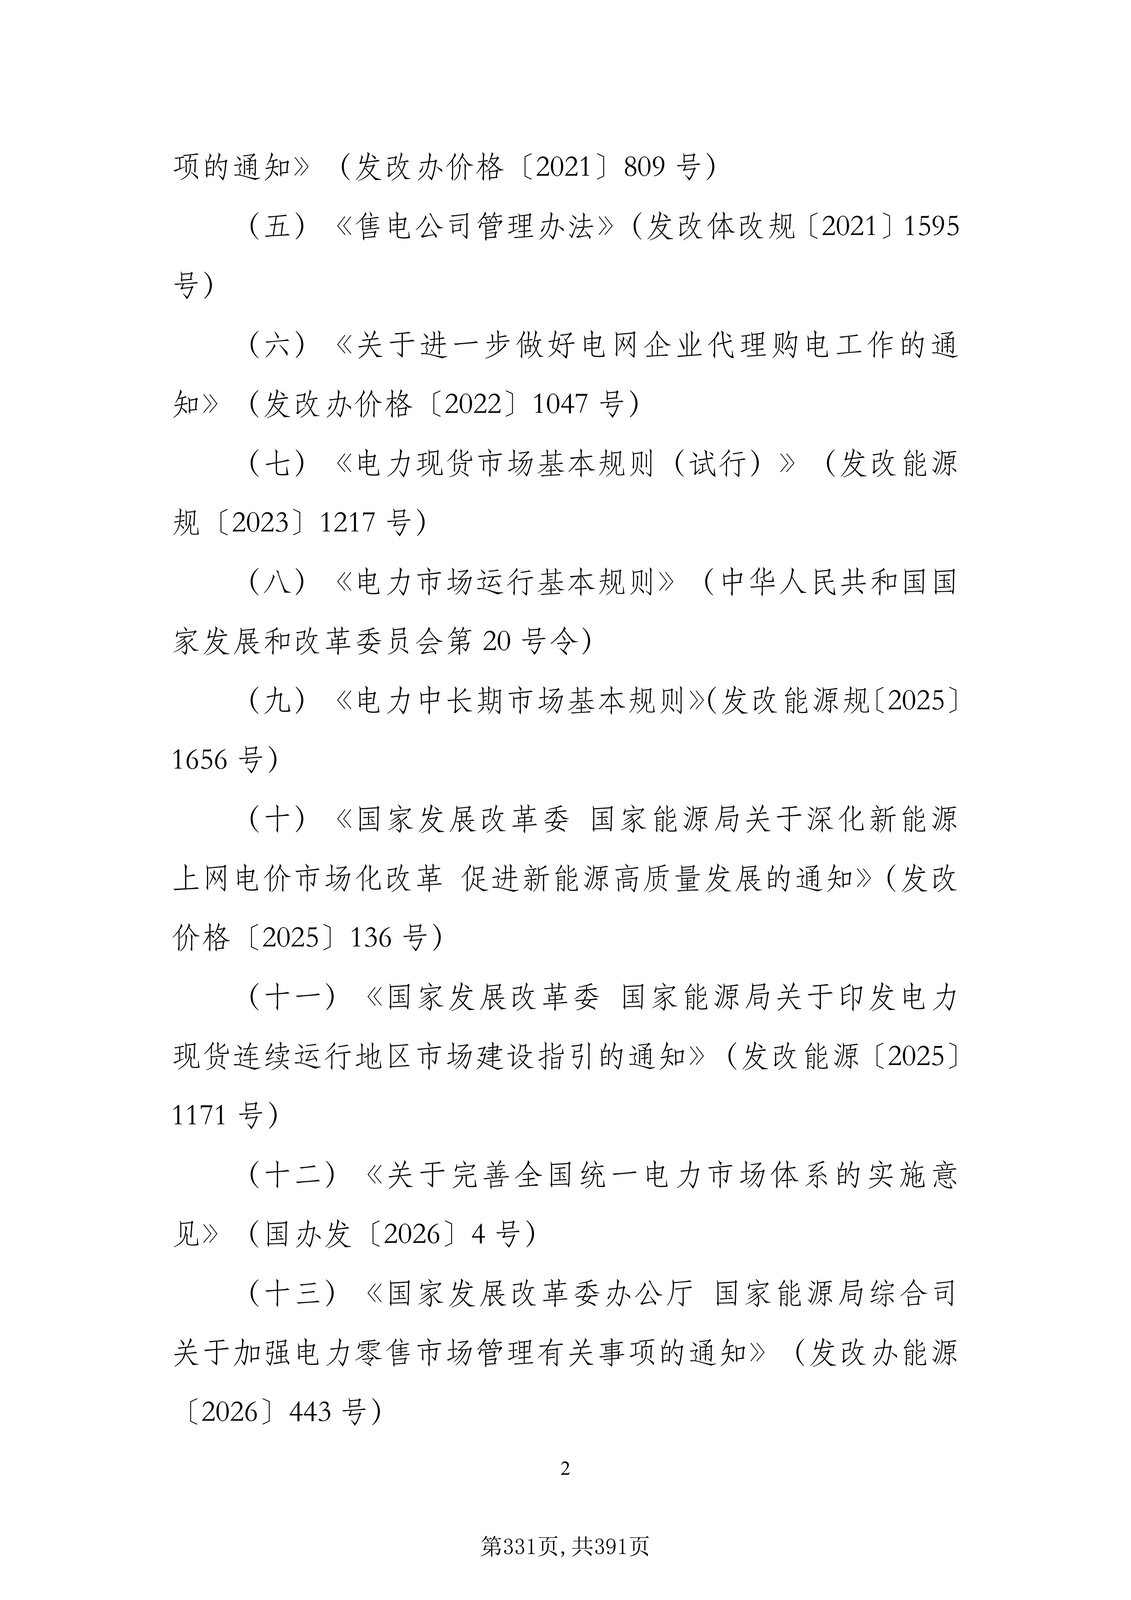 项的通知》（发改办价格〔2021〕809 号）
（五）《售电公司管理办法》（发改体改规〔2021〕1595
号）
（六）《关于进一步做好电网企业代理购电工作的通
知》（发改办价格〔2022〕1047 号）
（七）《电力现货市场基本规则（试行）》（发改能源
规〔2023〕1217 号）
（八）《电力市场运行基本规则》（中华人民共和国国
家发展和改革委员会第 20 号令）
（九）《电力中长期市场基本规则》（发改能源规〔2025〕
1656 号）
（十）《国家发展改革委 国家能源局关于深化新能源
上网电价市场化改革 促进新能源高质量发展的通知》（发改
价格〔2025〕136 号）
（十一）《国家发展改革委 国家能源局关于印发电力
现货连续运行地区市场建设指引的通知》（发改能源〔2025〕
1171 号）
（十二）《关于完善全国统一电力市场体系的实施意
见》（国办发〔2026〕4 号）
（十三）《国家发展改革委办公厅 国家能源局综合司
关于加强电力零售市场管理有关事项的通知》（发改办能源
〔2026〕443 号）
2
第331页,共391页